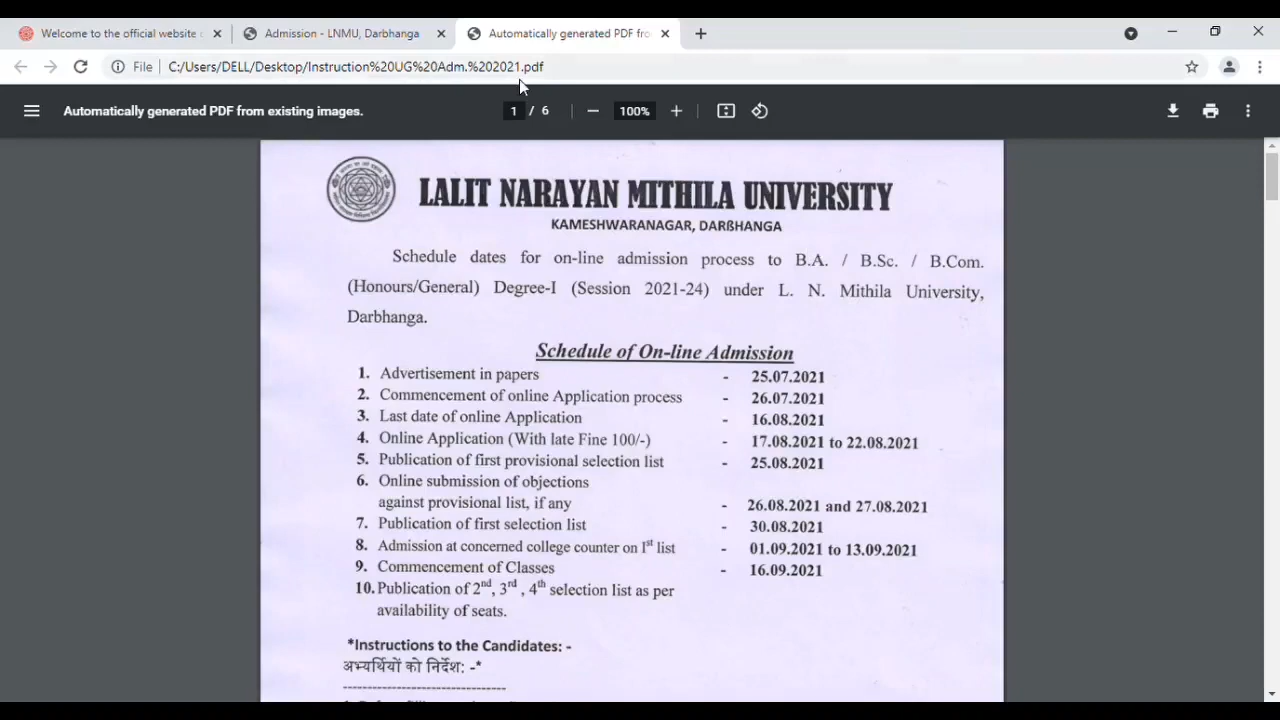 Welcome to the official website
Admission - LNMU, Darbhanga
Automatically generated PDF fro
File
C:/Users/DELL/Desktop/Instruction%20UG%20Adm.%202021.pdf
Automatically generated PDF from existing images.
1 / 6
100%
LALIT NARAYAN MITHILA UNIVERSITY
KAMESHWARANAGAR, DARBHANGA
Schedule dates for on-line admission process to B.A. / B.Sc. / B.Com.
(Honours/General) Degree-I (Session 2021-24) under L. N. Mithila University,
Darbhanga.
Schedule of On-line Admission
1. Advertisement in papers - 25.07.2021
2. Commencement of online Application process - 26.07.2021
3. Last date of online Application - 16.08.2021
4. Online Application (With late Fine 100/-) - 17.08.2021 to 22.08.2021
5. Publication of first provisional selection list - 25.08.2021
6. Online submission of objections
against provisional list, if any - 26.08.2021 and 27.08.2021
7. Publication of first selection list - 30.08.2021
8. Admission at concerned college counter on 1st list - 01.09.2021 to 13.09.2021
9. Commencement of Classes - 16.09.2021
10. Publication of 2nd, 3rd , 4th selection list as per
availability of seats.
*Instructions to the Candidates: -
अभ्यर्थियों को निर्देश: -*
------------------------------------